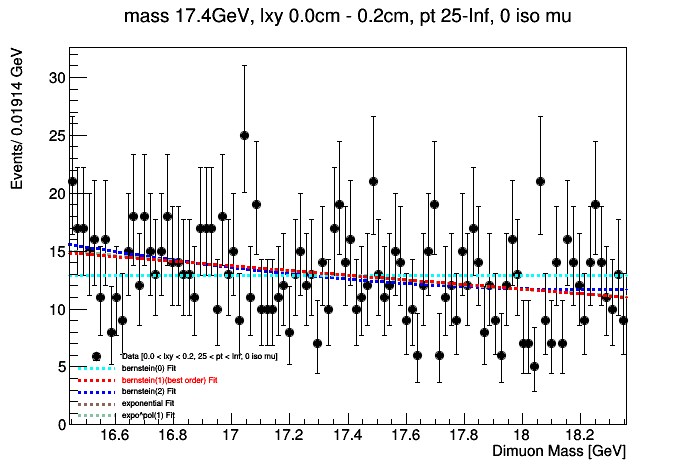 mass 17.4GeV, lxy 0.0cm - 0.2cm, pt 25-Inf, 0 iso mu
Events/ 0.01914 GeV
30
25
20
15
10
5
0
Data [0.0 < lxy < 0.2, 25 < pt < Inf, 0 iso mu]
bernstein(0) Fit
bernstein(1)(best order) Fit
bernstein(2) Fit
exponential Fit
expo*pol(1) Fit
16.6 16.8 17 17.2 17.4 17.6 17.8 18 18.2
Dimuon Mass [GeV]